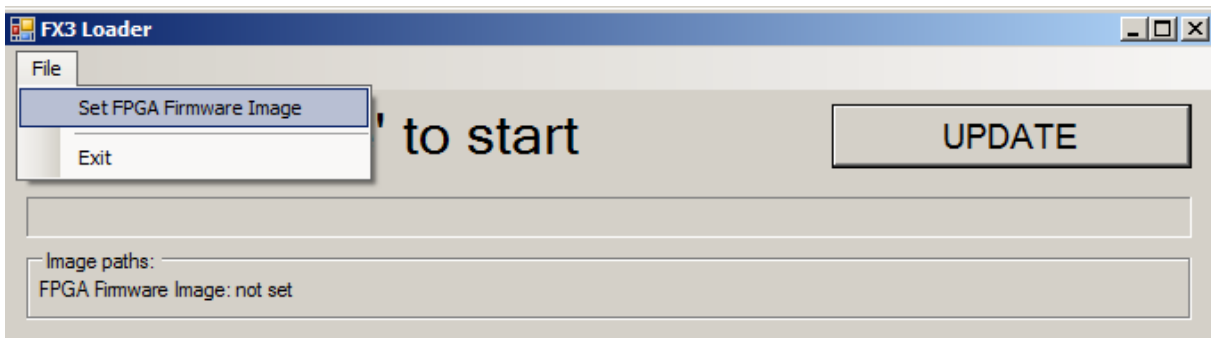 FX3 Loader
File
Set FPGA Firmware Image
Exit
' to start
UPDATE
Image paths:
FPGA Firmware Image: not set